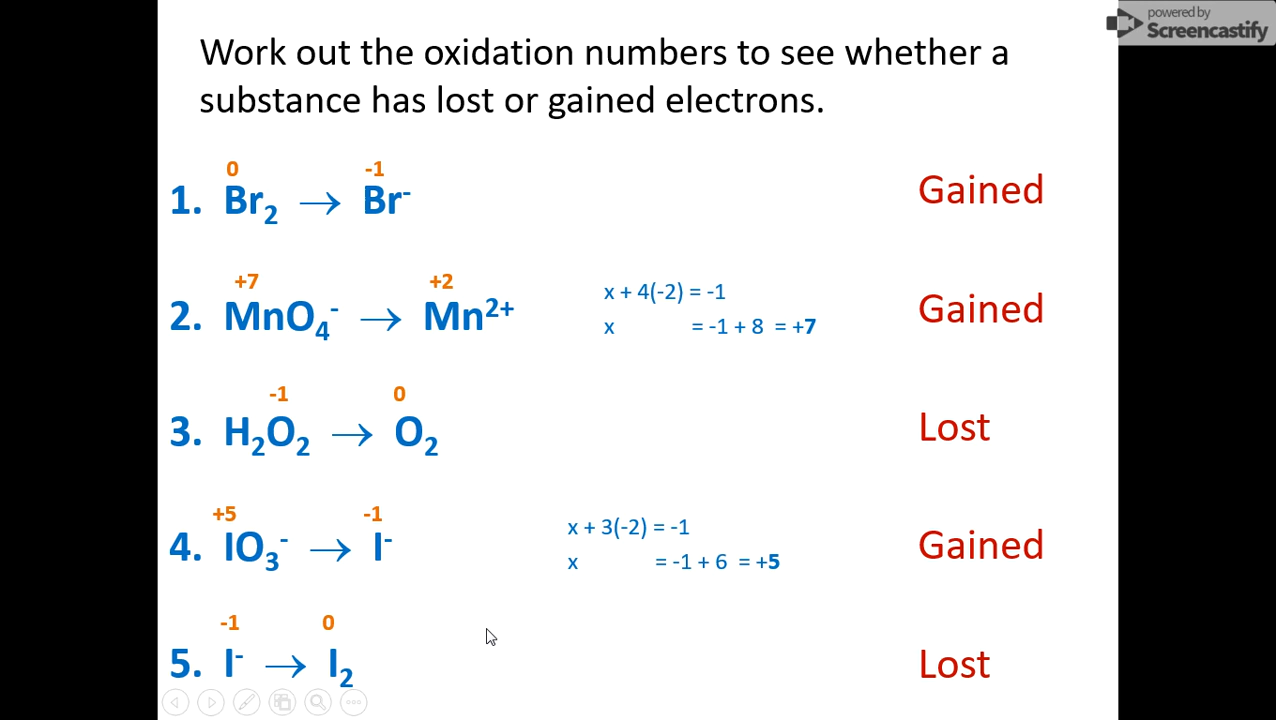 powered by
Screencastify
Work out the oxidation numbers to see whether a
substance has lost or gained electrons.
0 -1
1. Br₂ → Br⁻ Gained
+7 +2
x + 4(-2) = -1
2. MnO₄⁻ → Mn²⁺ Gained
x = -1 + 8 = +7
-1 0
3. H₂O₂ → O₂ Lost
+5 -1
x + 3(-2) = -1
4. IO₃⁻ → I⁻ Gained
x = -1 + 6 = +5
-1 0
5. I⁻ → I₂ Lost